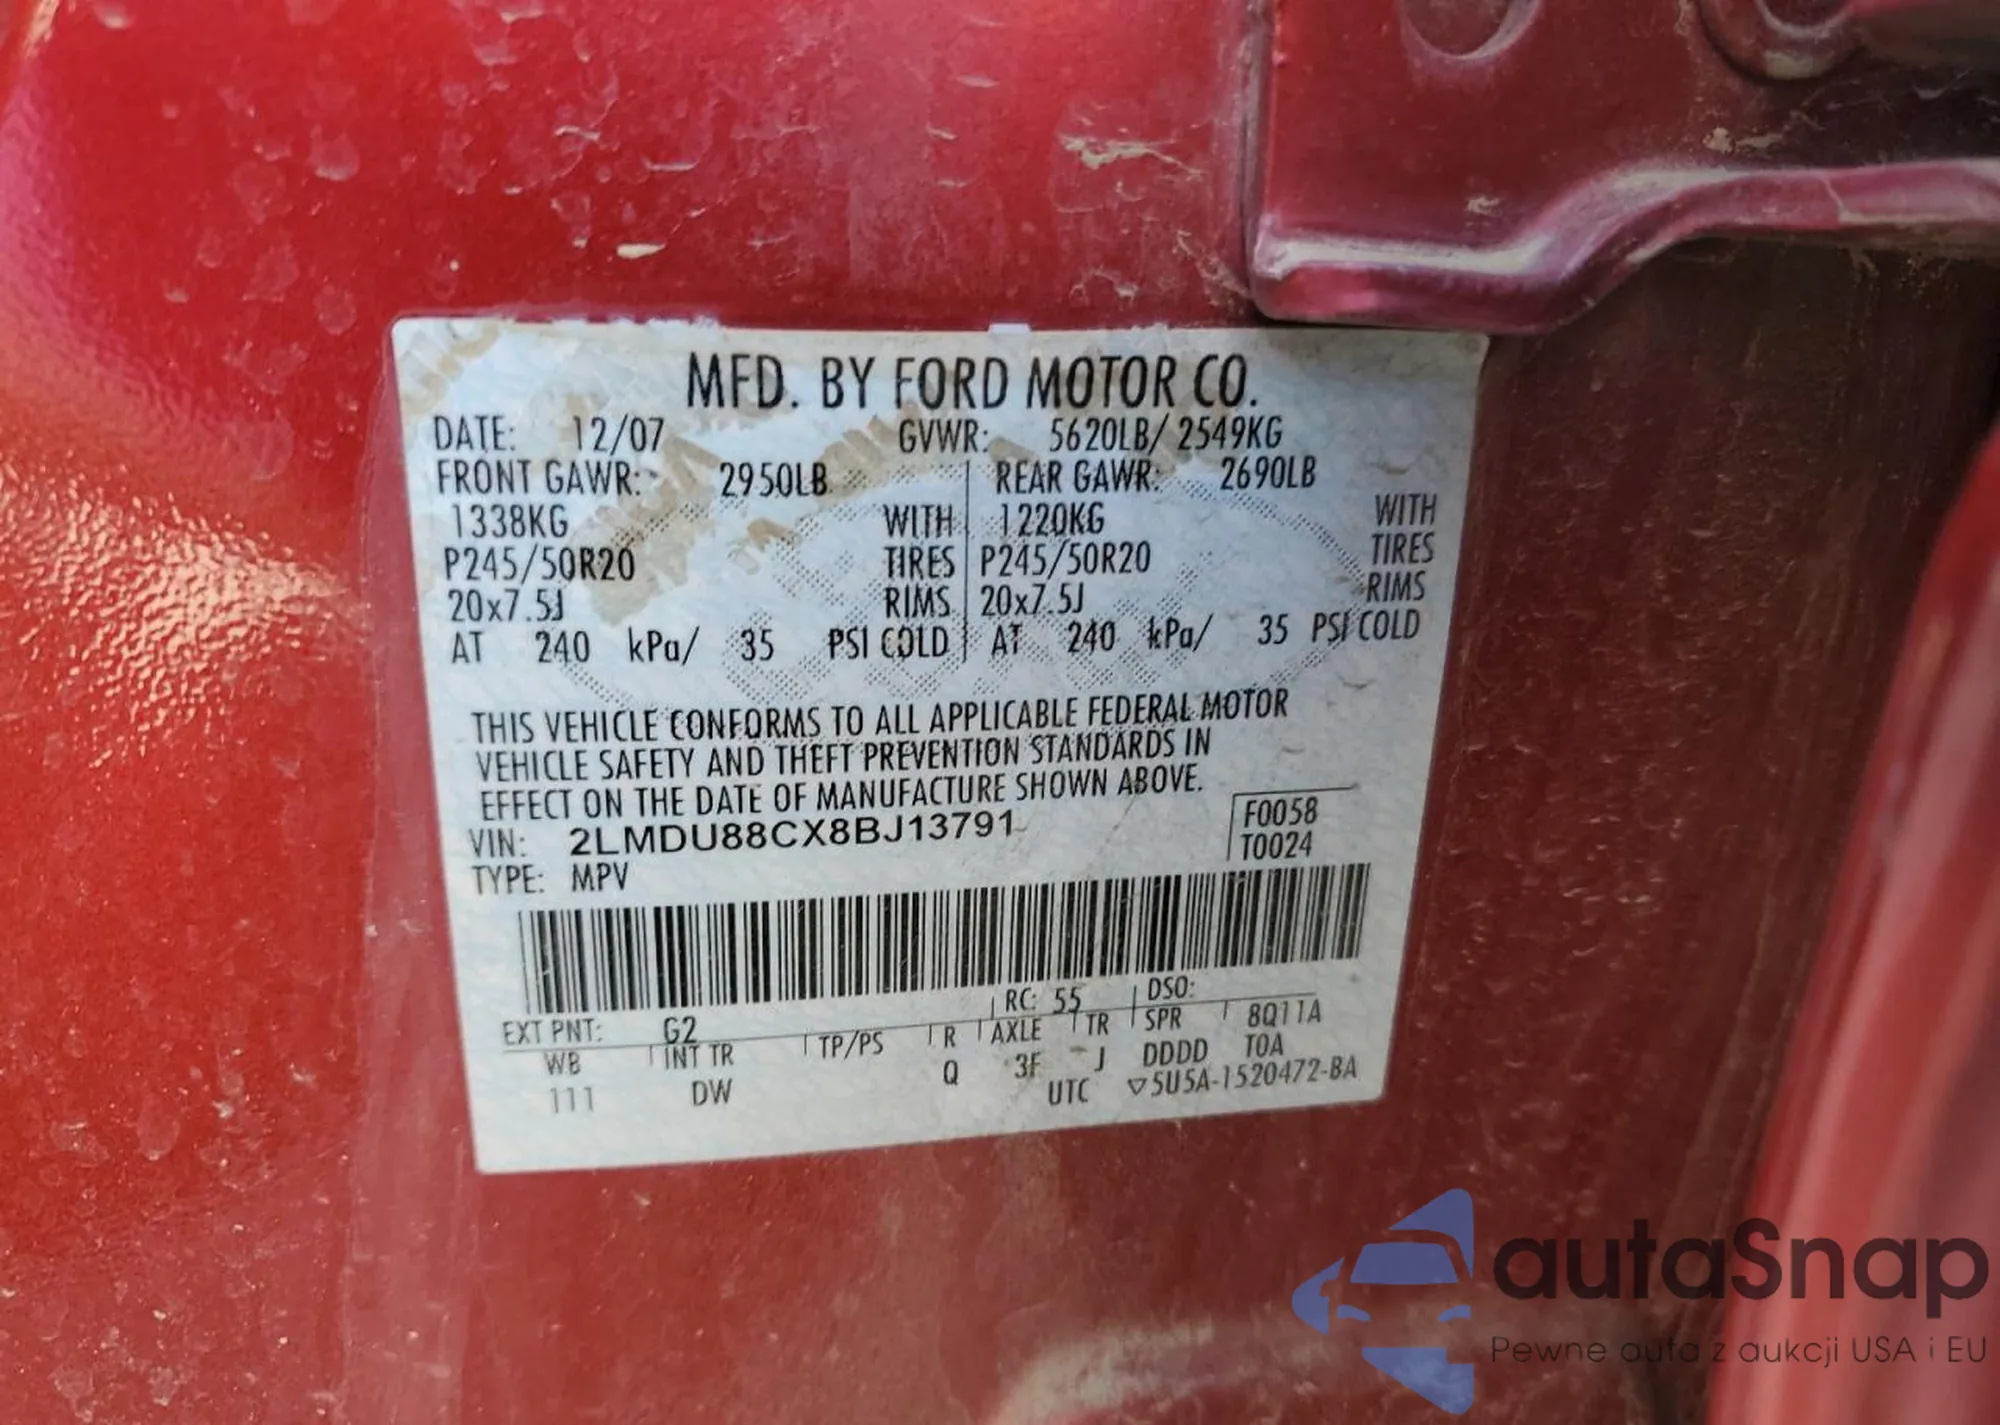 MFD. BY FORD MOTOR CO.
DATE: 12/07 GVWR: 5620LB/ 2549KG
FRONT GAWR: 2950LB REAR GAWR: 2690LB
1338KG WITH 1220KG WITH
P245/50R20 TIRES P245/50R20 TIRES
20x7.5J RIMS 20x7.5J RIMS
AT 240 kPa/ 35 PSI COLD AT 240 kPa/ 35 PSI COLD
THIS VEHICLE CONFORMS TO ALL APPLICABLE FEDERAL MOTOR
VEHICLE SAFETY AND THEFT PREVENTION STANDARDS IN
EFFECT ON THE DATE OF MANUFACTURE SHOWN ABOVE.
VIN: 2LMDU88CX8BJ13791 F0058
TYPE: MPV T0024
RC: 55 DSO:
EXT PNT: G2
WB INT TR TP/PS R AXLE TR SPR 8Q11A
111 DW Q 3F J DDDD T0A
UTC ▽5U5A-1520472-BA
autaSnap
Pewne auta z aukcji USA i EU